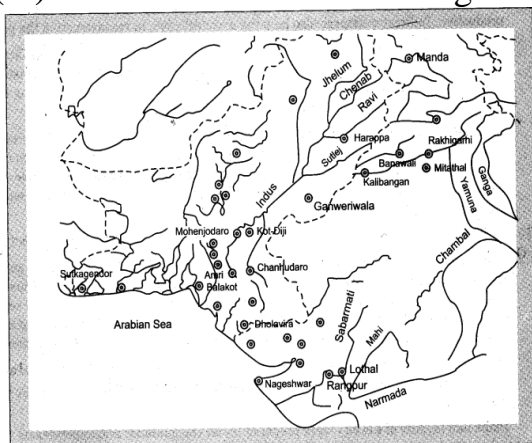 Manda
Jhelum
Chenab
Ravi
Harappa
Sutlej
Rakhigarhi
Banawali
Mitathal
Kalibangan
Ganga
Yamuna
Indus
Ganweriwala
Mohenjodaro
Kot-Diji
Chambal
Sutkagendor
Amri
Chanhudaro
Balakot
Arabian Sea
Dholavira
Sabarmati
Mahi
Lothal
Nageshwar
Rangpur
Narmada